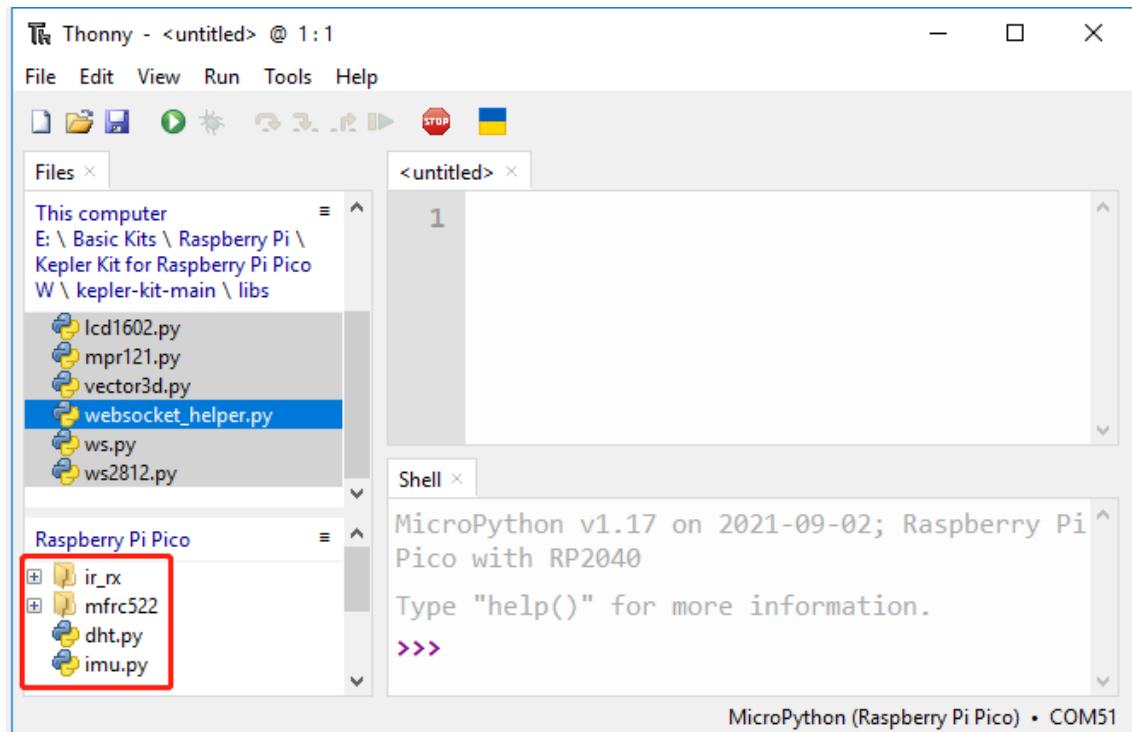 Thonny - <untitled> @ 1:1
File Edit View Run Tools Help
STOP
Files
This computer
E: \ Basic Kits \ Raspberry Pi \
Kepler Kit for Raspberry Pi Pico
W \ kepler-kit-main \ libs
lcd1602.py
mpr121.py
vector3d.py
websocket_helper.py
ws.py
ws2812.py
Raspberry Pi Pico
ir_rx
mfrc522
dht.py
imu.py
<untitled>
1
Shell
MicroPython v1.17 on 2021-09-02; Raspberry Pi
Pico with RP2040
Type "help()" for more information.
>>>
MicroPython (Raspberry Pi Pico) • COM51